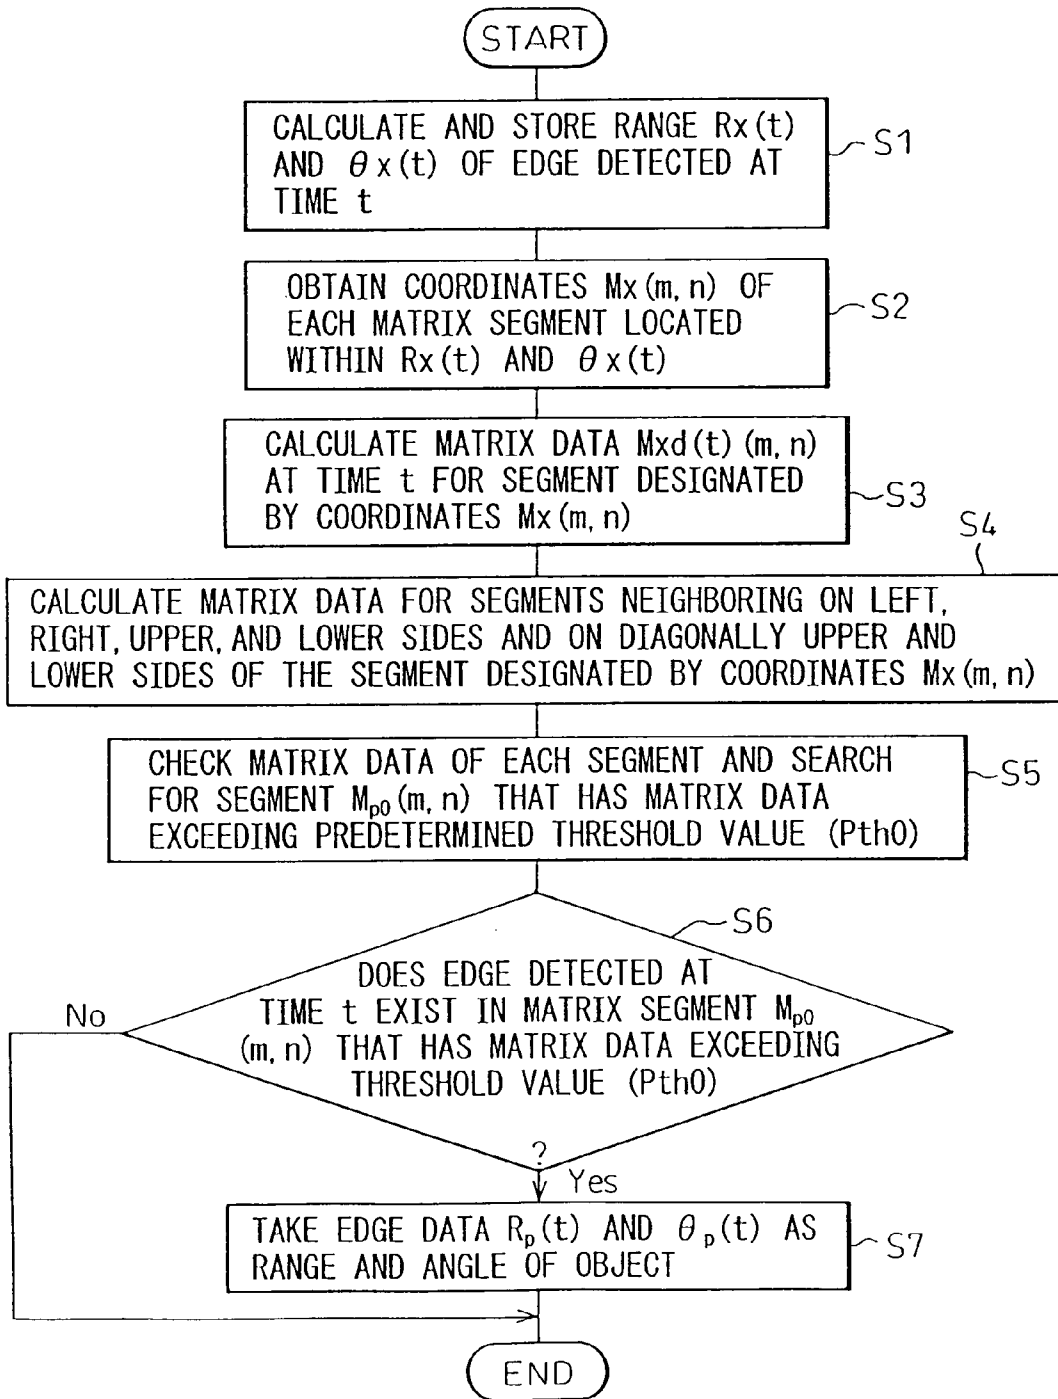 START
CALCULATE AND STORE RANGE Rx(t)
AND θx(t) OF EDGE DETECTED AT
TIME t
S1
OBTAIN COORDINATES Mx(m, n) OF
EACH MATRIX SEGMENT LOCATED
WITHIN Rx(t) AND θx(t)
S2
CALCULATE MATRIX DATA Mxd(t)(m, n)
AT TIME t FOR SEGMENT DESIGNATED
BY COORDINATES Mx(m, n)
S3
S4
CALCULATE MATRIX DATA FOR SEGMENTS NEIGHBORING ON LEFT,
RIGHT, UPPER, AND LOWER SIDES AND ON DIAGONALLY UPPER AND
LOWER SIDES OF THE SEGMENT DESIGNATED BY COORDINATES Mx(m, n)
CHECK MATRIX DATA OF EACH SEGMENT AND SEARCH
FOR SEGMENT Mp0(m, n) THAT HAS MATRIX DATA
EXCEEDING PREDETERMINED THRESHOLD VALUE (Pth0)
S5
S6
DOES EDGE DETECTED AT
TIME t EXIST IN MATRIX SEGMENT Mp0
(m, n) THAT HAS MATRIX DATA EXCEEDING
THRESHOLD VALUE (Pth0)
?
No
Yes
TAKE EDGE DATA Rp(t) AND θp(t) AS
RANGE AND ANGLE OF OBJECT
S7
END